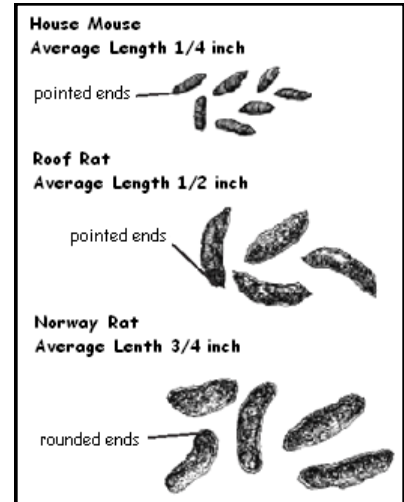 House Mouse
Average Length 1/4 inch
pointed ends
Roof Rat
Average Length 1/2 inch
pointed ends
Norway Rat
Average Lenth 3/4 inch
rounded ends